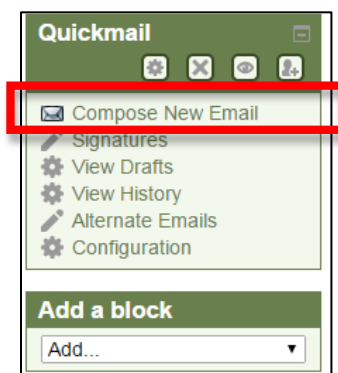 Quickmail
Compose New Email
Signatures
View Drafts
View History
Alternate Emails
Configuration
Add a block
Add...